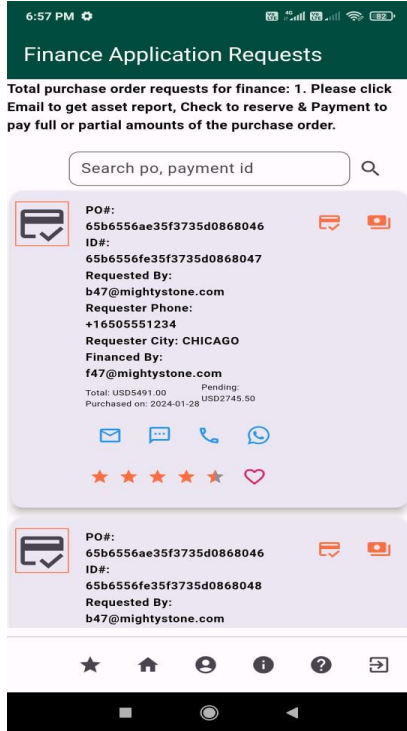 6:57 PM
82
Finance Application Requests
Total purchase order requests for finance: 1. Please click
Email to get asset report, Check to reserve & Payment to
pay full or partial amounts of the purchase order.
Search po, payment id
PO#:
65b6556ae35f3735d0868046
ID#:
65b6556fe35f3735d0868047
Requested By:
b47@mightystone.com
Requester Phone:
+16505551234
Requester City: CHICAGO
Financed By:
f47@mightystone.com
Total: USD5491.00
Purchased on: 2024-01-28
Pending:
USD2745.50
PO#:
65b6556ae35f3735d0868046
ID#:
65b6556fe35f3735d0868048
Requested By:
b47@mightystone.com